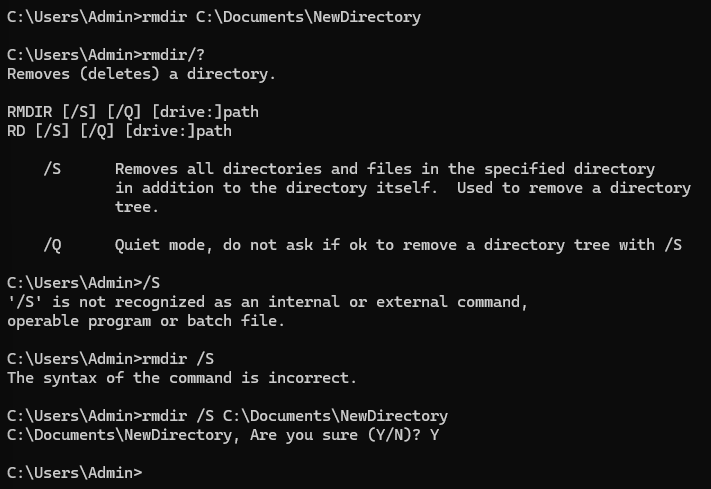 C:\Users\Admin>rmdir C:\Documents\NewDirectory
C:\Users\Admin>rmdir/?
Removes (deletes) a directory.
RMDIR [/S] [/Q] [drive:]path
RD [/S] [/Q] [drive:]path
/S      Removes all directories and files in the specified directory
in addition to the directory itself.  Used to remove a directory
tree.
/Q      Quiet mode, do not ask if ok to remove a directory tree with /S
C:\Users\Admin>/S
'/S' is not recognized as an internal or external command,
operable program or batch file.
C:\Users\Admin>rmdir /S
The syntax of the command is incorrect.
C:\Users\Admin>rmdir /S C:\Documents\NewDirectory
C:\Documents\NewDirectory, Are you sure (Y/N)? Y
C:\Users\Admin>